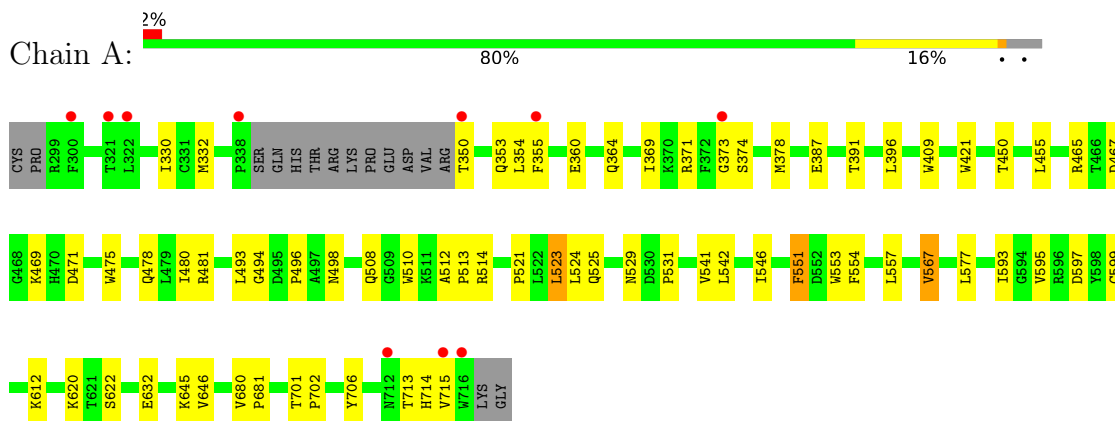 2%
Chain A:
80% 16% • •
CYS PRO R299 F300 T321 L322 I330 C331 M332 P338 SER GLN HIS THR ARG LYS PRO GLU ASP VAL ARG T350 Q353 L354 F355 E360 Q364 I369 K370 R371 F372 G373 S374 M378 E387 T391 L396 W409 W421 T450 L455 R465 T466
G468 K469 H470 D471 W475 Q478 L479 I480 R481 L493 G494 D495 P496 A497 N498 Q508 G509 W510 K511 A512 P513 R514 P521 L522 L523 L524 Q525 N529 D530 P531 V541 L542 I546 F551 D552 W553 F554 L557 V567 L577 I593 G594 V595 R596 D597 Y598
K612 K620 T621 S622 E632 K645 V646 V680 P681 T701 P702 Y706 N712 T713 H714 V715 W716 LYS GLY